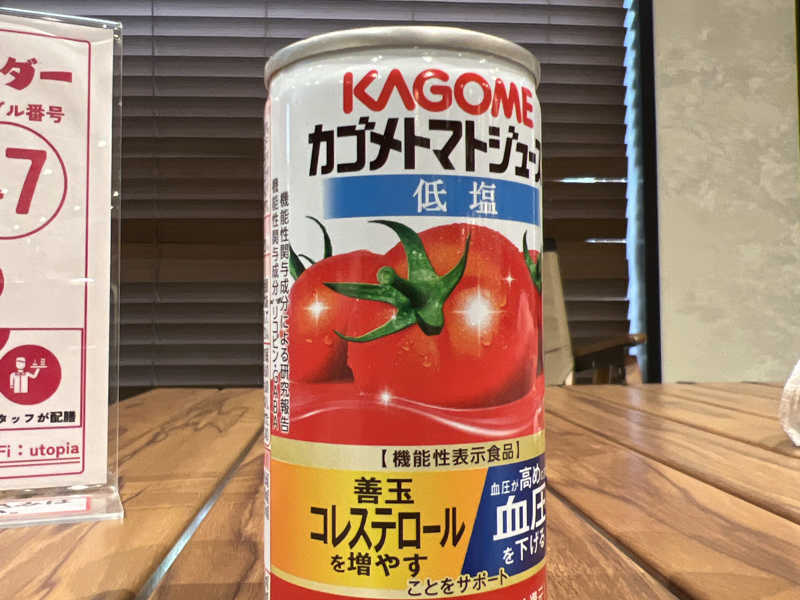 ダー
イル番号
7
タッフが配膳
Fi：utopia
KAGOME
カゴメトマトジュース
低塩
機能性関与成分による研究報告
機能性関与成分 リコピン・GABA
【機能性表示食品】
善玉
コレステロール
を増やす
血圧が高め
血圧
を下げる
ことをサポート